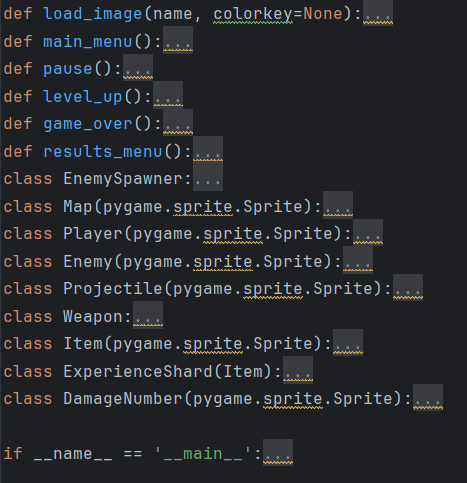 def load_image(name, colorkey=None):...
def main_menu():...
def pause():...
def level_up():...
def game_over():...
def results_menu():...
class EnemySpawner:...
class Map(pygame.sprite.Sprite):...
class Player(pygame.sprite.Sprite):...
class Enemy(pygame.sprite.Sprite):...
class Projectile(pygame.sprite.Sprite):...
class Weapon:...
class Item(pygame.sprite.Sprite):...
class ExperienceShard(Item):...
class DamageNumber(pygame.sprite.Sprite):...
if __name__ == '__main__':...